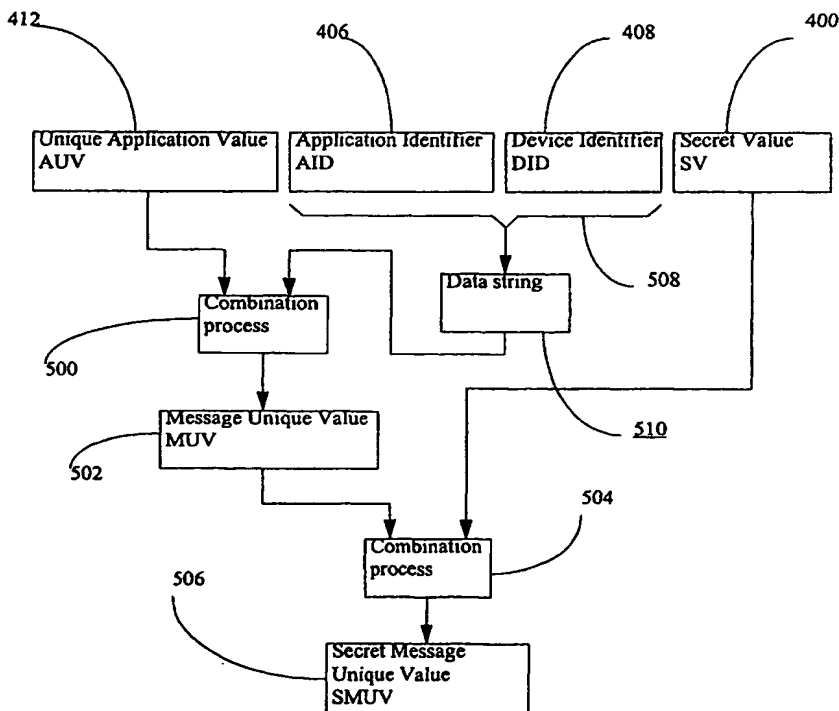 412
406
408
400
Unique Application Value
AUV
Application Identifier
AID
Device Identifier
DID
Secret Value
SV
508
Data string
Combination
process
500
Message Unique Value
MUV
510
502
504
Combination
process
506
Secret Message
Unique Value
SMUV